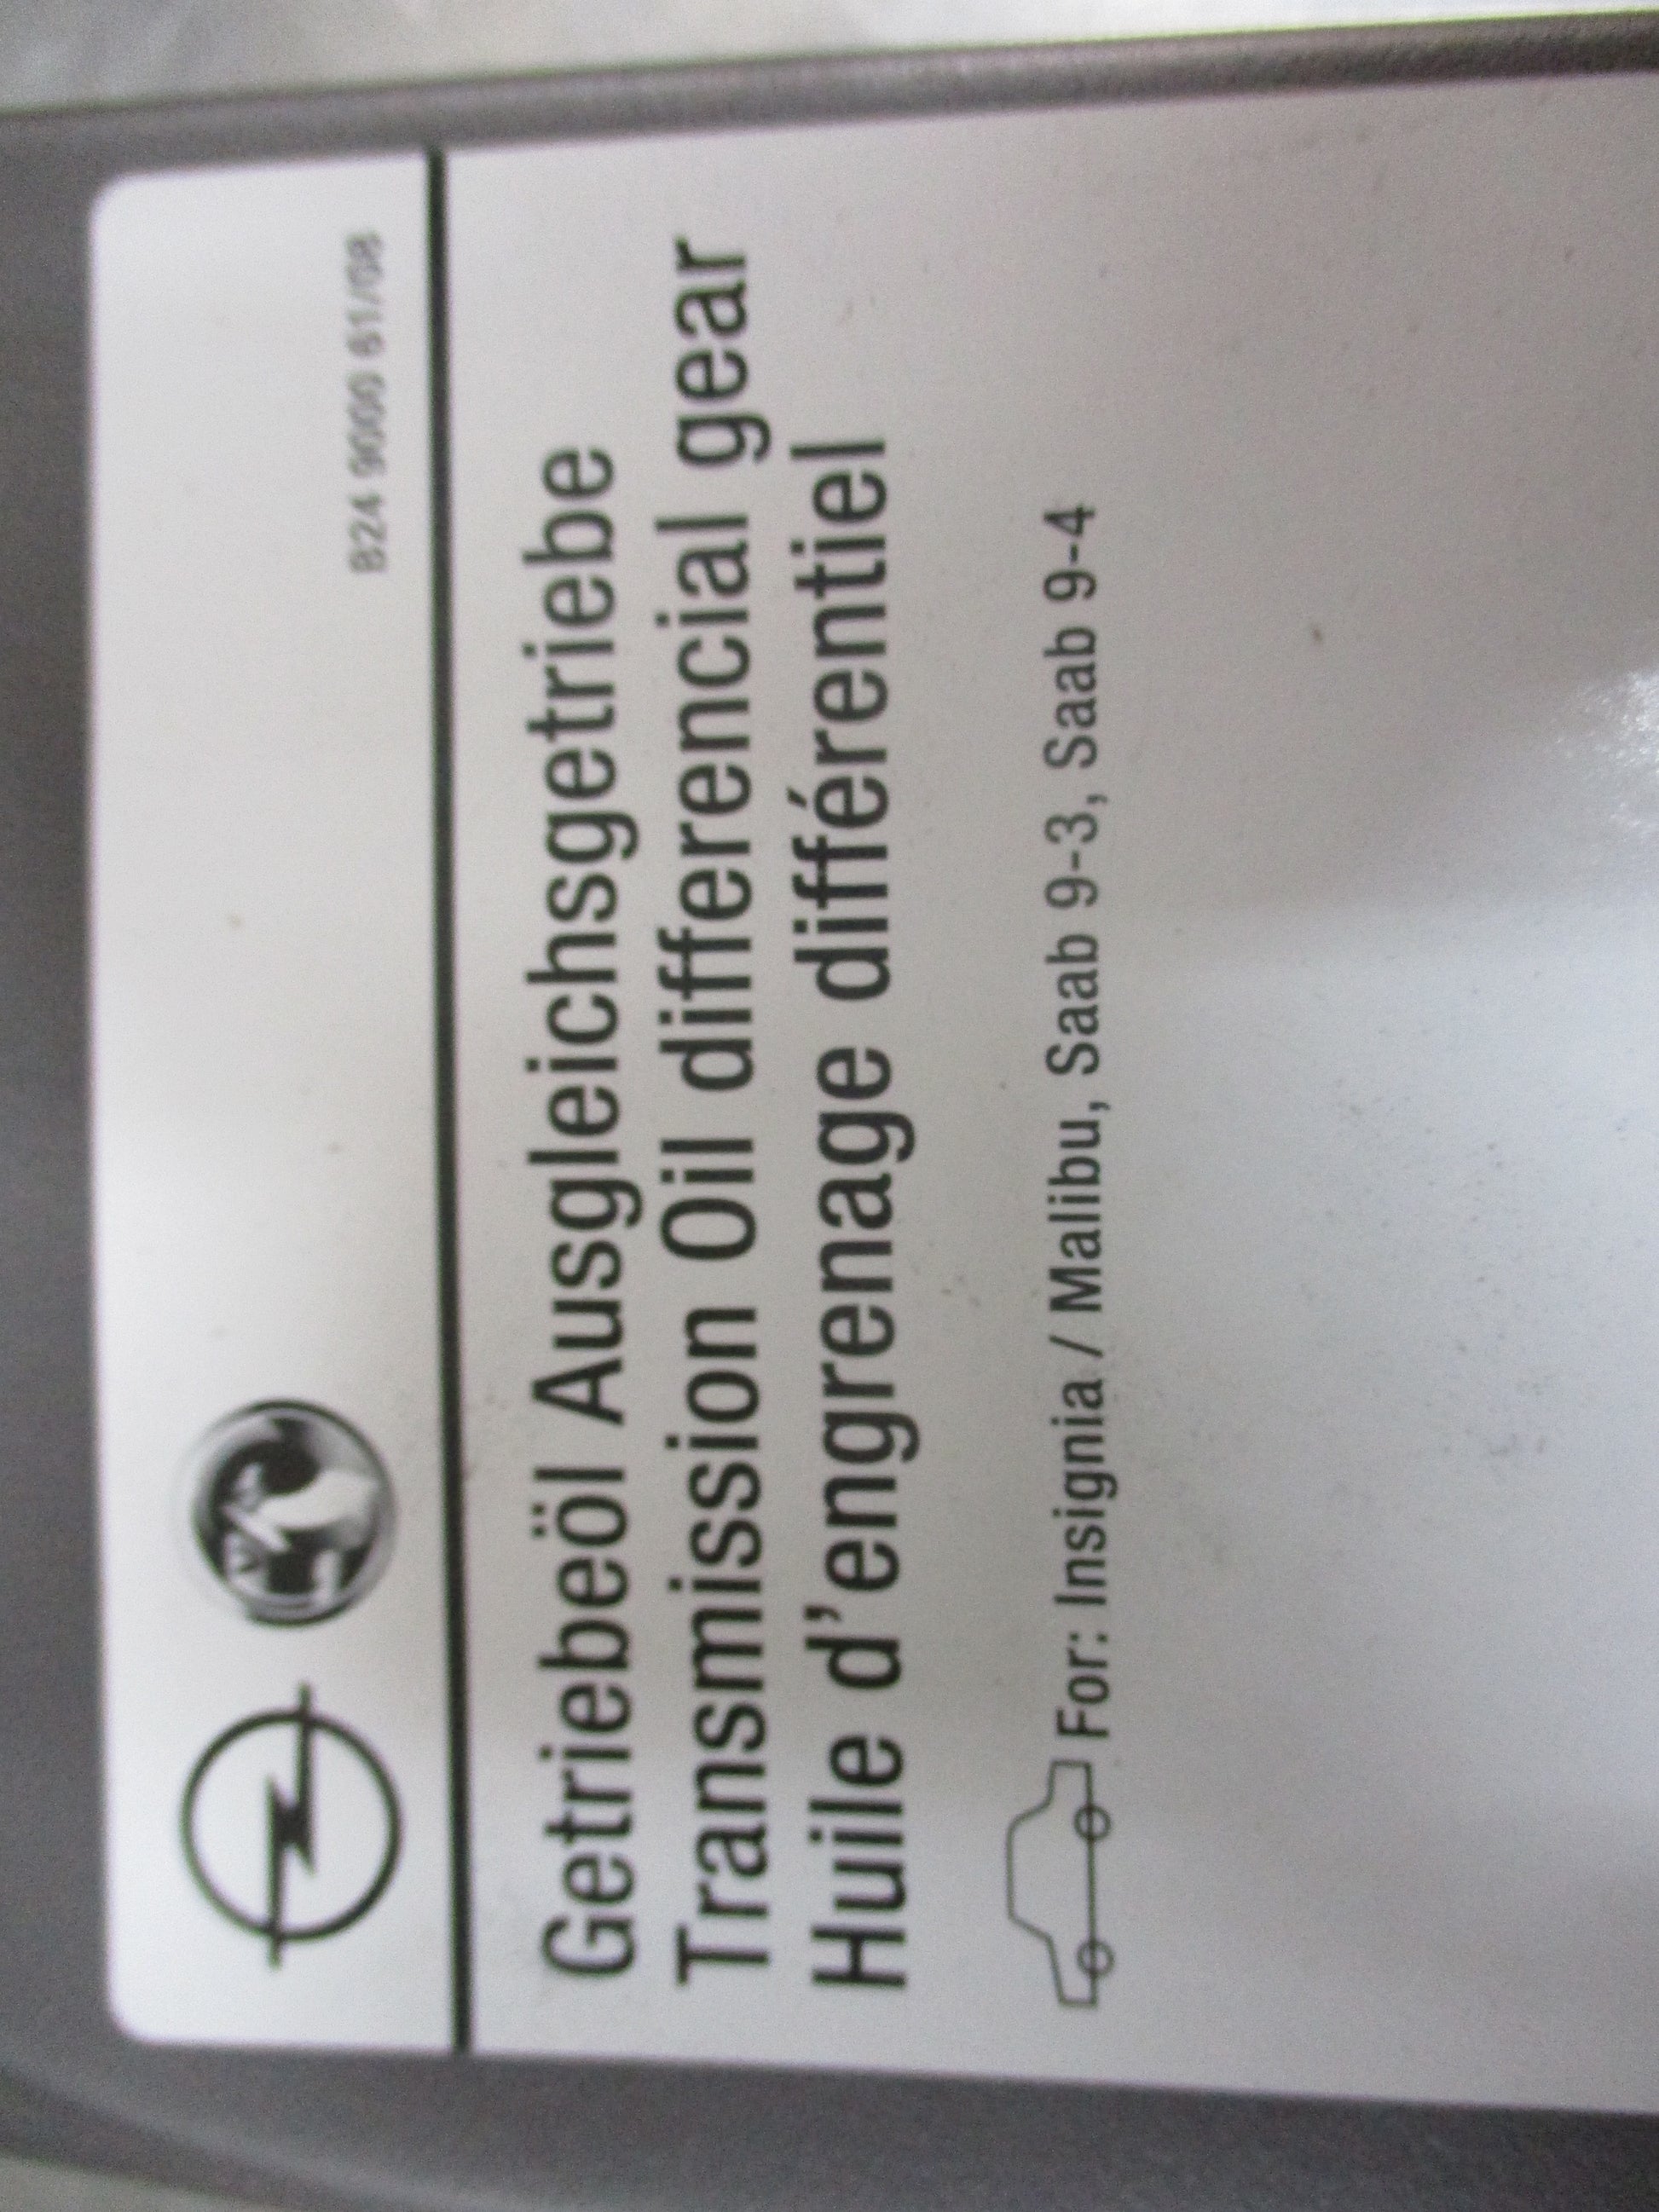 B24 9000 61/08
Getriebeöl Ausgleichsgetriebe
Transmission Oil differencial gear
Huile d'engrenage différentiel
For: Insignia / Malibu, Saab 9-3, Saab 9-4